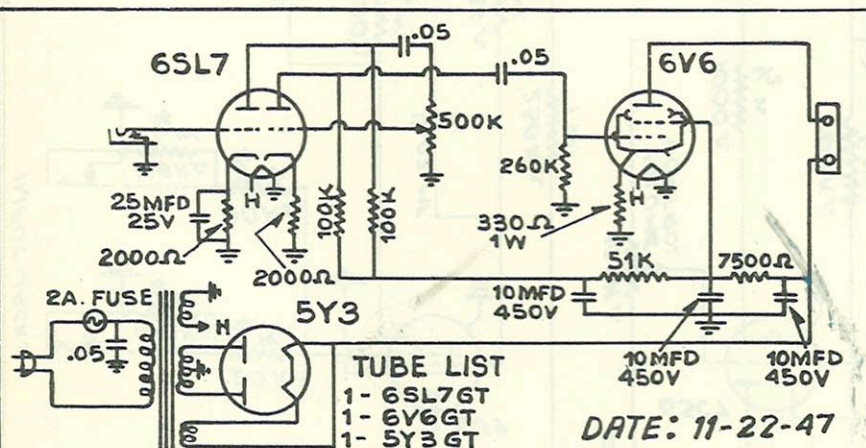 6SL7
.05
.05
6V6
500K
260K
H
H
25MFD
25V
2000Ω
2000Ω
100K
100K
330Ω
1W
51K
7500Ω
10MFD
450V
10MFD
450V
10MFD
450V
2A. FUSE
H
.05
5Y3
TUBE LIST
1- 6SL7GT
1- 6V6GT
1- 5Y3GT
DATE: 11-22-47